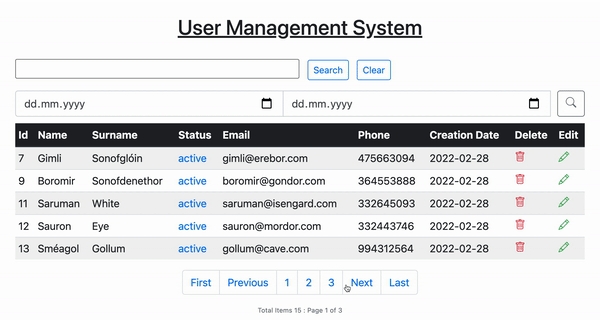 User Management System
Search Clear
dd.mm.yyyy dd.mm.yyyy
Id Name Surname Status Email Phone Creation Date Delete Edit
7 Gimli Sonofglóin active gimli@erebor.com 475663094 2022-02-28
9 Boromir Sonofdenethor active boromir@gondor.com 364553888 2022-02-28
11 Saruman White active saruman@isengard.com 332645093 2022-02-28
12 Sauron Eye active sauron@mordor.com 332443746 2022-02-28
13 Sméagol Gollum active gollum@cave.com 994312564 2022-02-28
First Previous 1 2 3 Next Last
Total Items 15 : Page 1 of 3